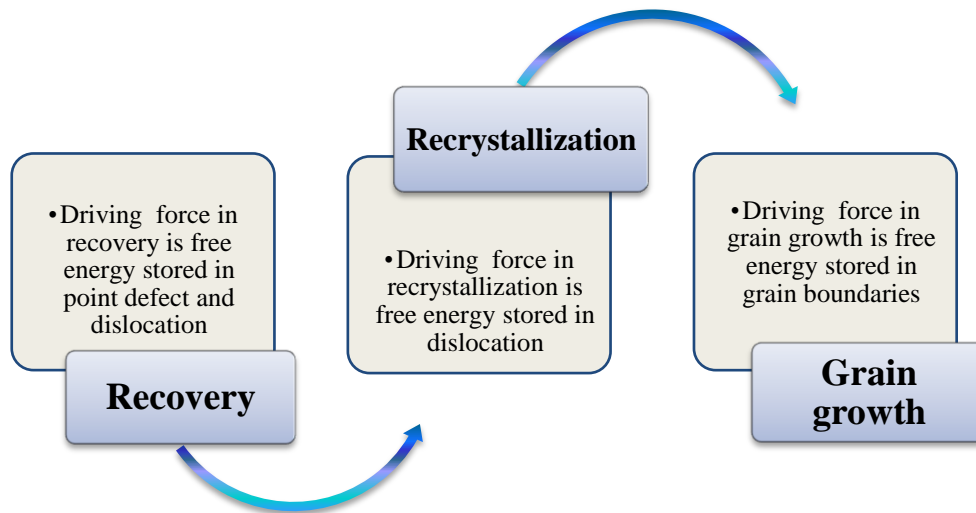 •Driving force in
recovery is free
energy stored in
point defect and
dislocation
Recovery
Recrystallization
•Driving force in
recrystallization is
free energy stored in
dislocation
•Driving force in
grain growth is free
energy stored in
grain boundaries
Grain
growth